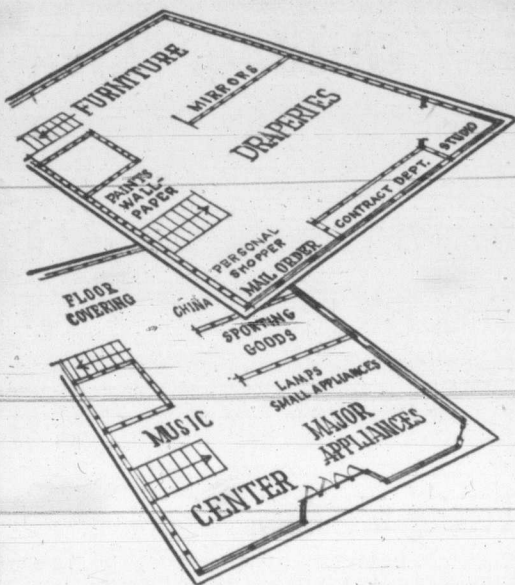 FURNITURE
MIRRORS
DRAPERIES
PAINTS
WALL-
PAPER
PERSONAL
SHOPPER
MAIL ORDER
CONTRACT DEPT.
STUDIO
FLOOR
COVERING
CHINA
SPORTING
GOODS
LAMPS
SMALL APPLIANCES
MUSIC
MAJOR
APPLIANCES
CENTER